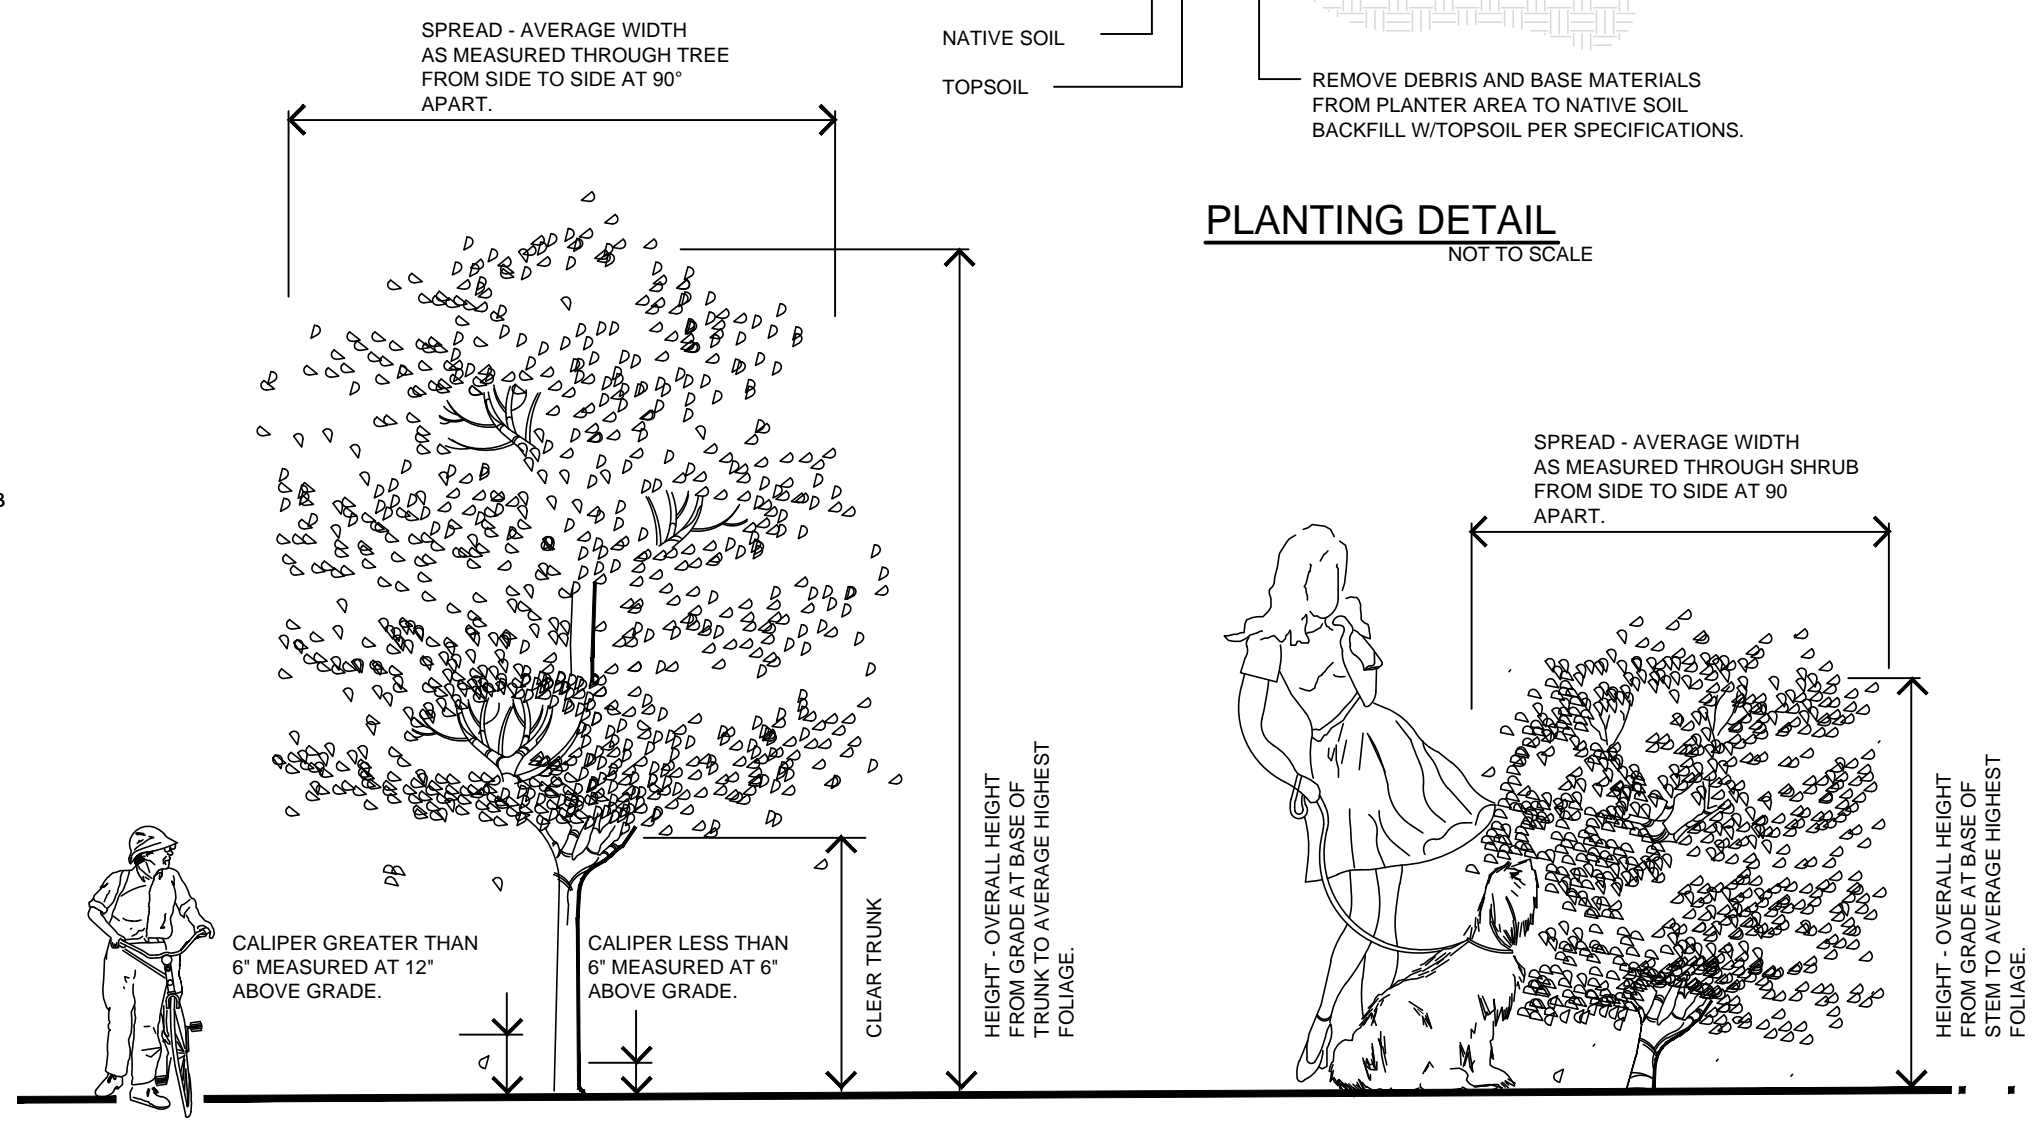 SPREAD - AVERAGE WIDTH
AS MEASURED THROUGH TREE
FROM SIDE TO SIDE AT 90°
APART.
NATIVE SOIL
TOPSOIL
REMOVE DEBRIS AND BASE MATERIALS
FROM PLANTER AREA TO NATIVE SOIL
BACKFILL W/TOPSOIL PER SPECIFICATIONS.
PLANTING DETAIL
NOT TO SCALE
SPREAD - AVERAGE WIDTH
AS MEASURED THROUGH SHRUB
FROM SIDE TO SIDE AT 90
APART.
CALIPER GREATER THAN
6" MEASURED AT 12"
ABOVE GRADE.
CALIPER LESS THAN
6" MEASURED AT 6"
ABOVE GRADE.
CLEAR TRUNK
HEIGHT - OVERALL HEIGHT
FROM GRADE AT BASE OF
TRUNK TO AVERAGE HIGHEST
FOLIAGE.
HEIGHT - OVERALL HEIGHT
FROM GRADE AT BASE OF
STEM TO AVERAGE HIGHEST
FOLIAGE.